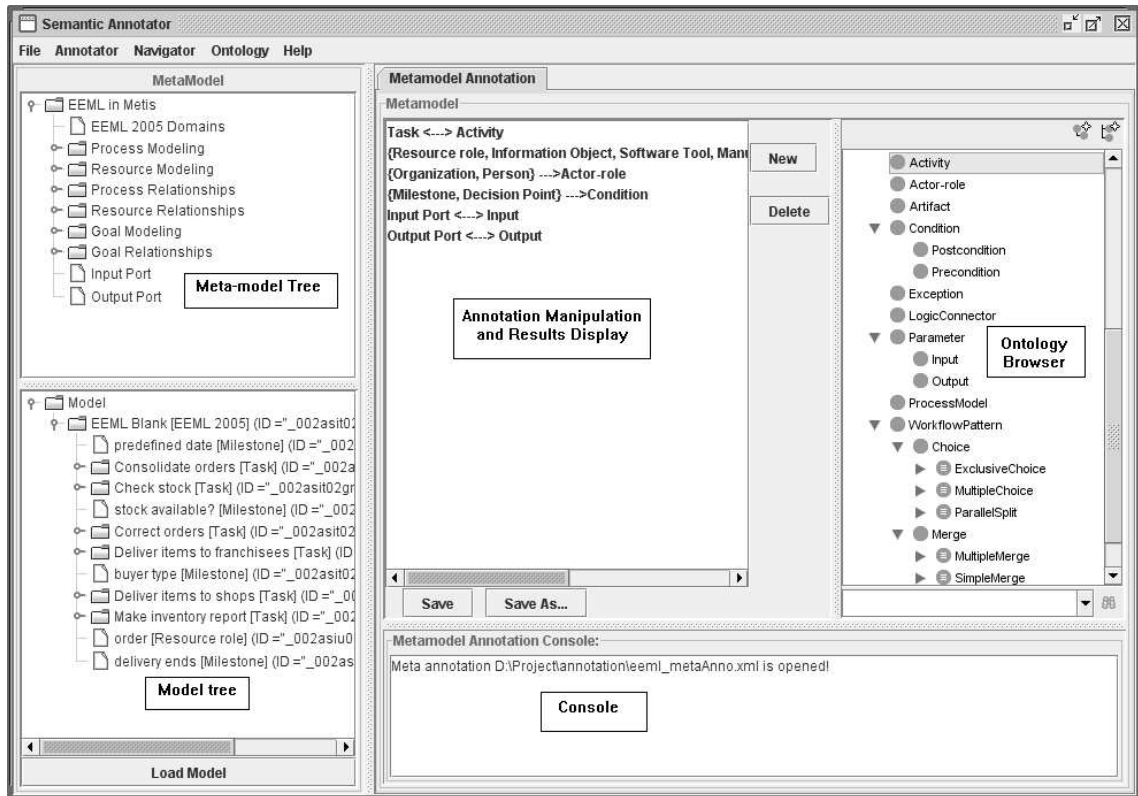 Semantic Annotator
File Annotator Navigator Ontology Help
MetaModel
EEML in Metis
EEML 2005 Domains
Process Modeling
Resource Modeling
Process Relationships
Resource Relationships
Goal Modeling
Goal Relationships
Input Port
Output Port
Meta-model Tree
Model
EEML Blank [EEML 2005] (ID ="_002asit02
predefined date [Milestone] (ID ="_002
Consolidate orders [Task] (ID ="_002a
Check stock [Task] (ID ="_002asit02gr
stock available? [Milestone] (ID ="_002
Correct orders [Task] (ID ="_002asit02
Deliver items to franchisees [Task] (ID
buyer type [Milestone] (ID ="_002asit02
Deliver items to shops [Task] (ID ="_00
Make inventory report [Task] (ID ="_002
order [Resource role] (ID ="_002asiu0
delivery ends [Milestone] (ID ="_002as
Model tree
Load Model
Metamodel Annotation
Metamodel
Task <---> Activity
{Resource role, Information Object, Software Tool, Manu
{Organization, Person} --->Actor-role
{Milestone, Decision Point} --->Condition
Input Port <---> Input
Output Port <---> Output
Annotation Manipulation
and Results Display
New
Delete
Save Save As...
Activity
Actor-role
Artifact
Condition
Postcondition
Precondition
Exception
LogicConnector
Parameter
Input
Output
ProcessModel
WorkflowPattern
Choice
ExclusiveChoice
MultipleChoice
ParallelSplit
Merge
MultipleMerge
SimpleMerge
Ontology
Browser
Metamodel Annotation Console:
Meta annotation D:\Project\annotation\eeml_metaAnno.xml is opened!
Console